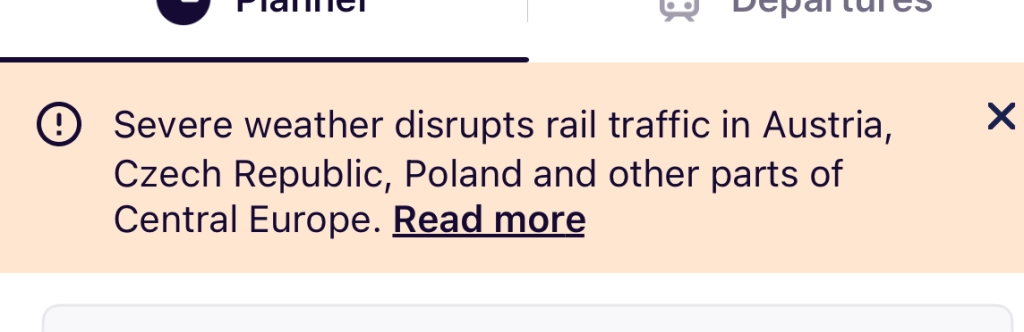 Planner Departures
Severe weather disrupts rail traffic in Austria,
Czech Republic, Poland and other parts of
Central Europe. Read more